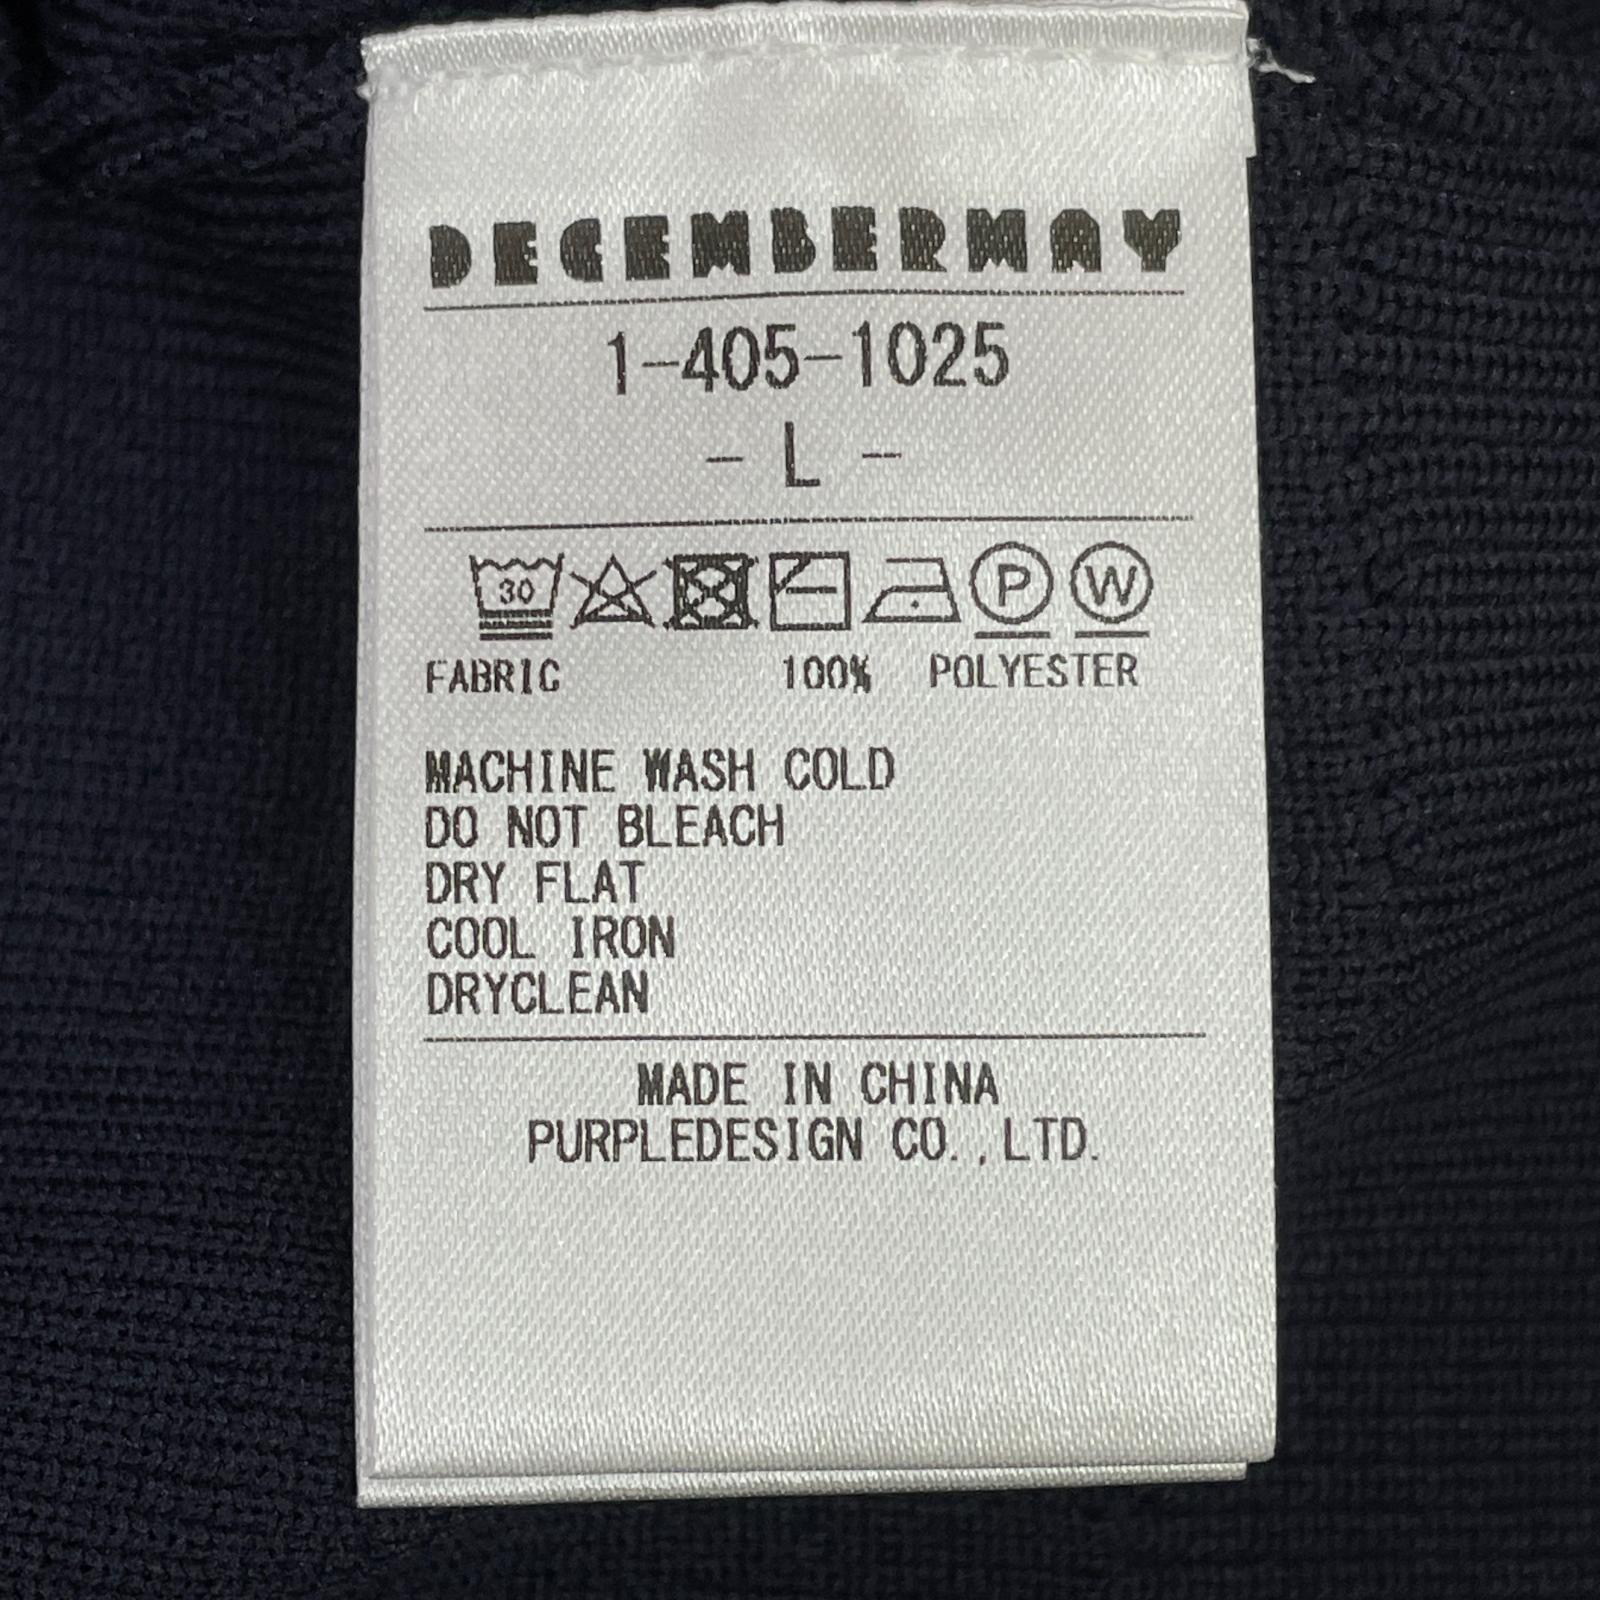 DECEMBERMAY
1-405-1025
- L -
30 P W
FABRIC 100% POLYESTER
MACHINE WASH COLD
DO NOT BLEACH
DRY FLAT
COOL IRON
DRYCLEAN
MADE IN CHINA
PURPLEDESIGN CO.,LTD.